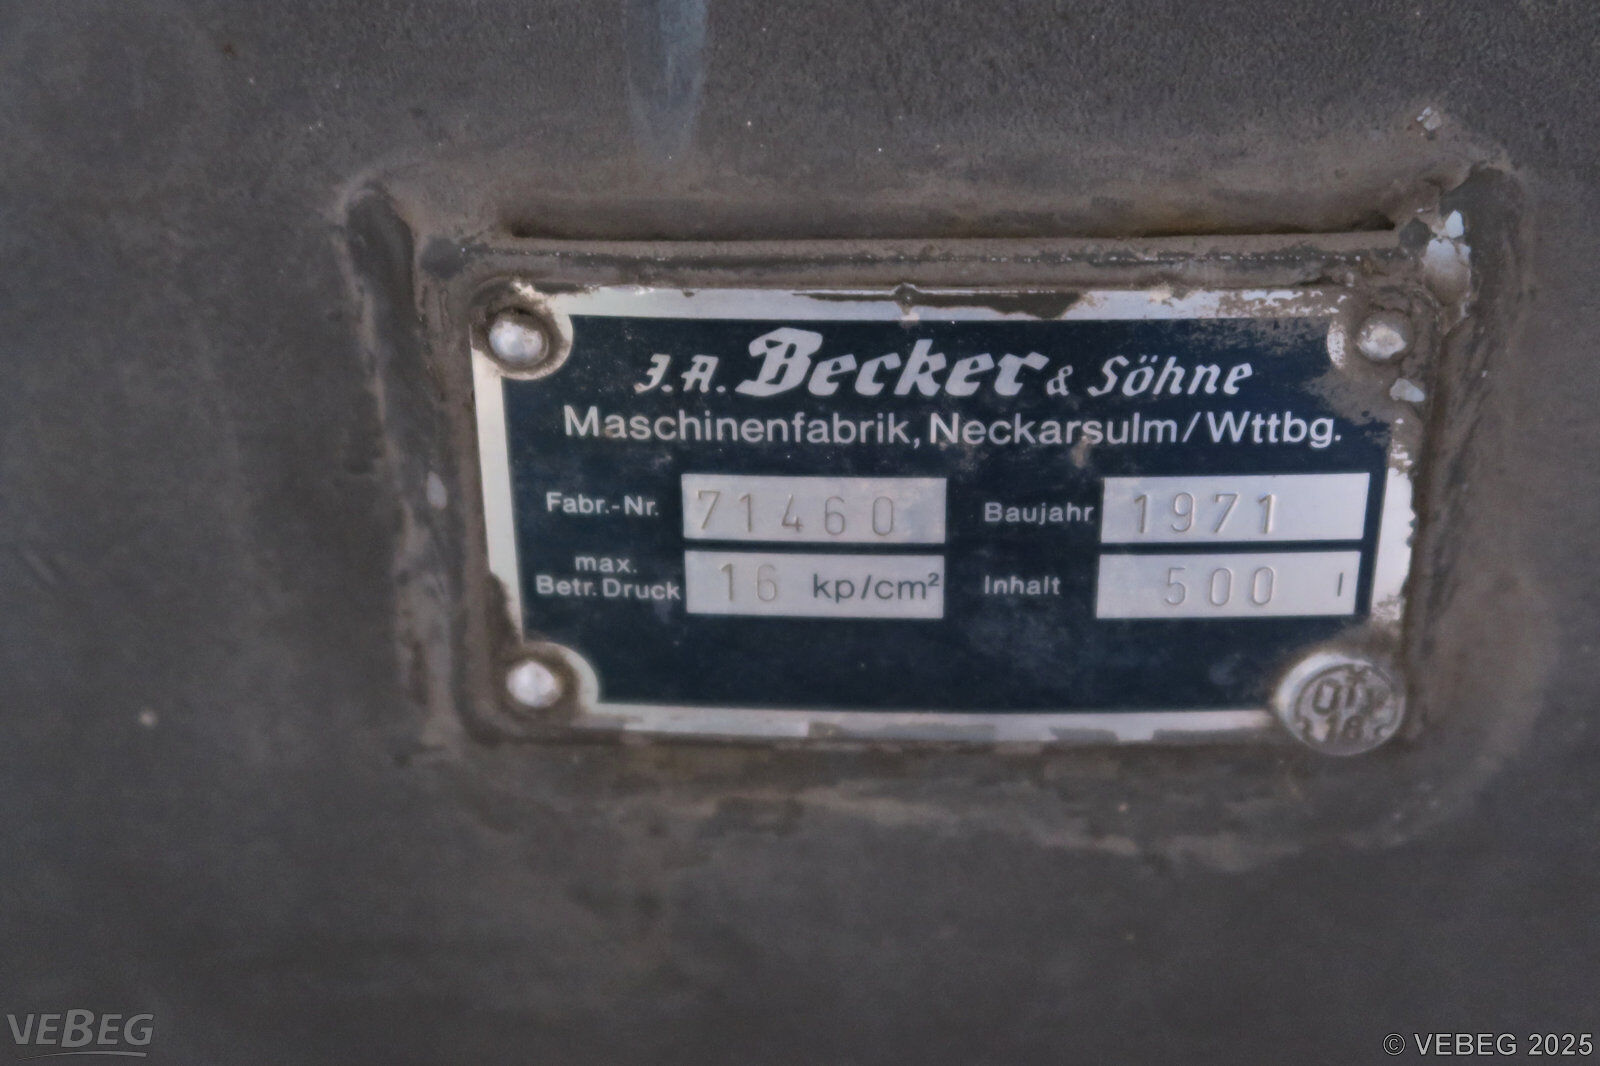 J.A. Becker & Söhne
Maschinenfabrik, Neckarsulm/Wttbg.
Fabr.-Nr. 71460 Baujahr 1971
max.
Betr. Druck 16 kp/cm² Inhalt 500 l
18
VEBEG
© VEBEG 2025